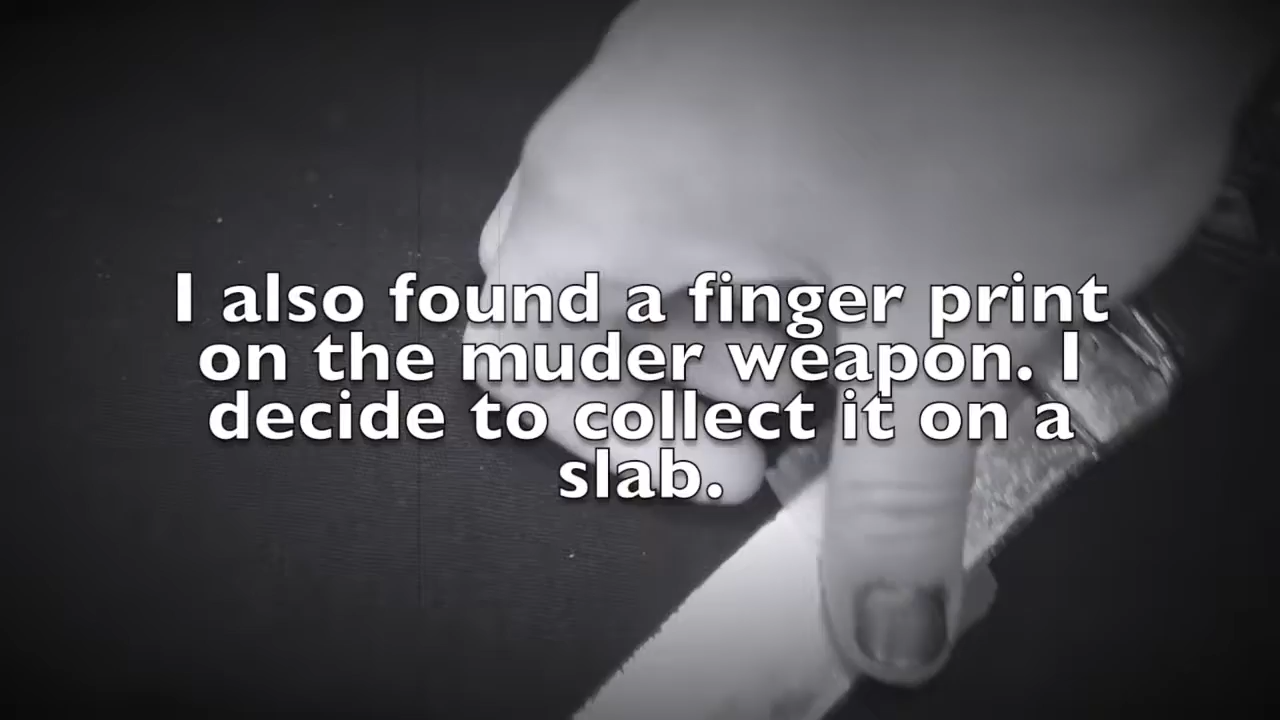 I also found a finger print
on the muder weapon. I
decide to collect it on a
slab.